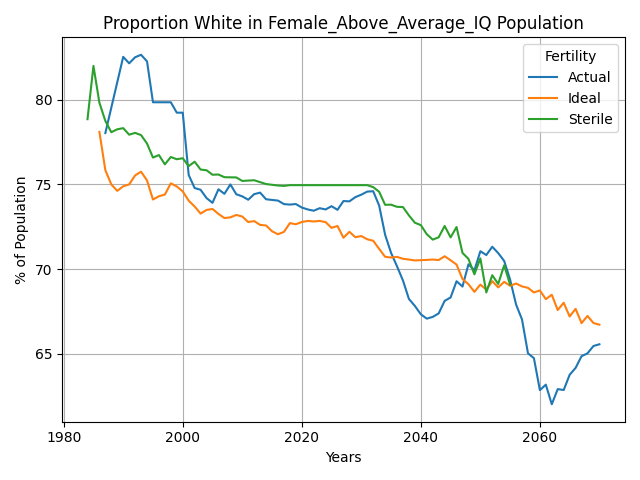 Proportion White in Female_Above_Average_IQ Population
Fertility
Actual
Ideal
Sterile
% of Population
80
75
70
65
1980
2000
2020
2040
2060
Years